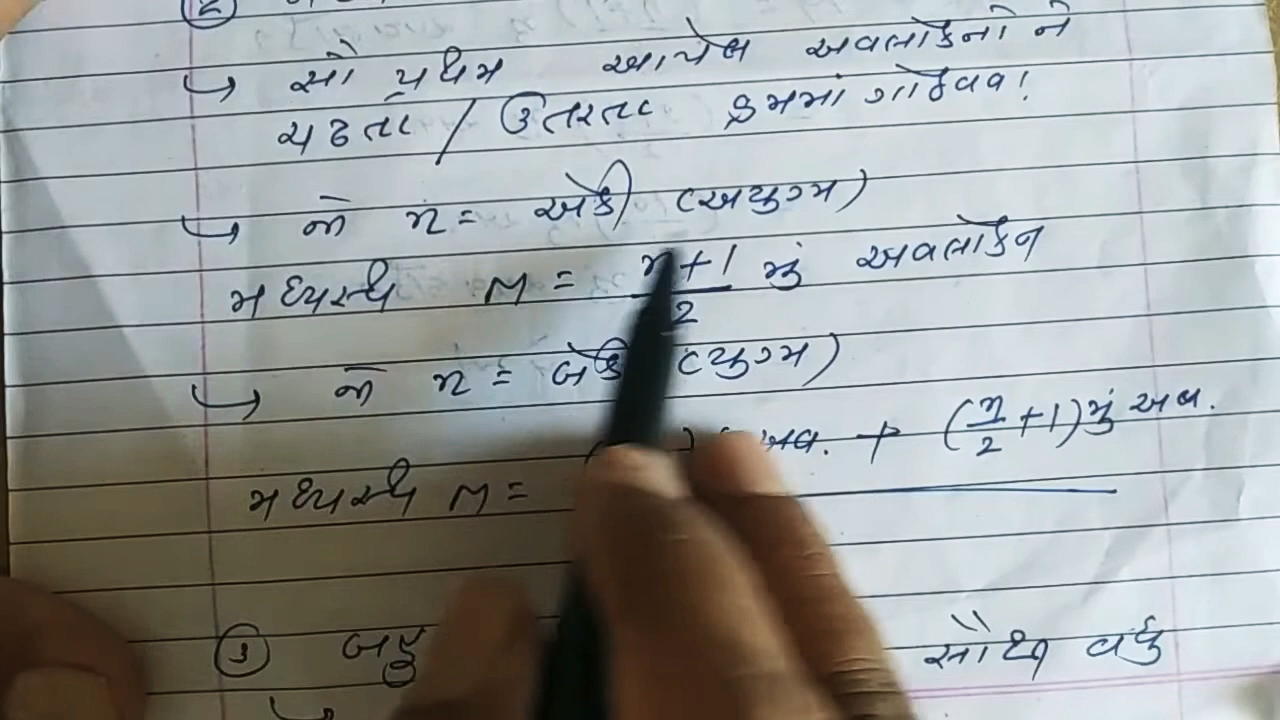 ②
→ સૌ પ્રથમ આપેલ અવલોકનો ને
ચઢતાં / ઉતરતા ક્રમમાં ગોઠવવા.
→ જો n = એકી (અયુગ્મ)
મધ્યસ્થ M = n+1 / 2 મું અવલોકન
→ જો n = બેકી (યુગ્મ)
મધ્યસ્થ M = અવ. + (n/2 + 1) મું અવ.
③ સૌથી વધુ